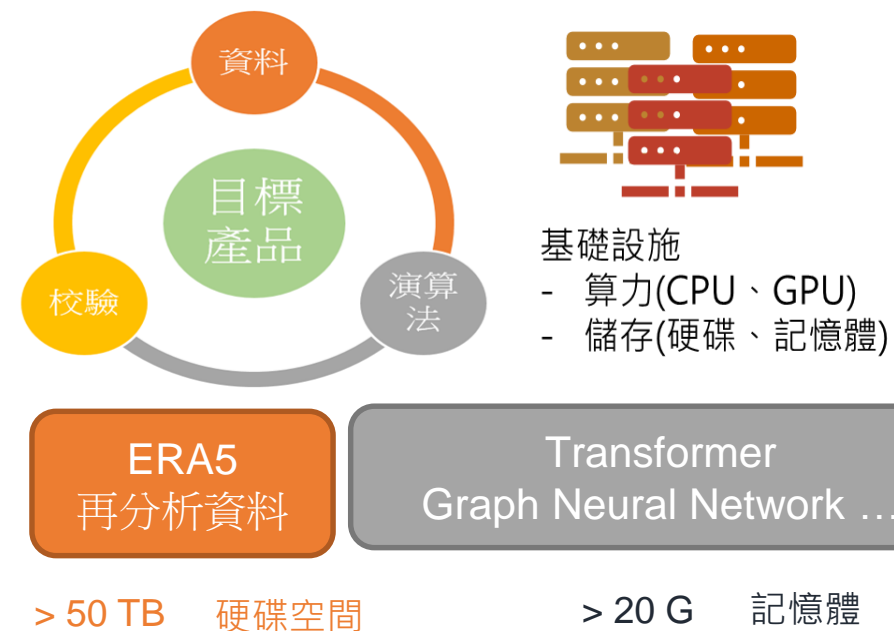 資料
目標
產品
校驗
演算
法
基礎設施
- 算力(CPU、GPU)
- 儲存(硬碟、記憶體)
ERA5
再分析資料
Transformer
Graph Neural Network …
> 50 TB 硬碟空間
> 20 G 記憶體